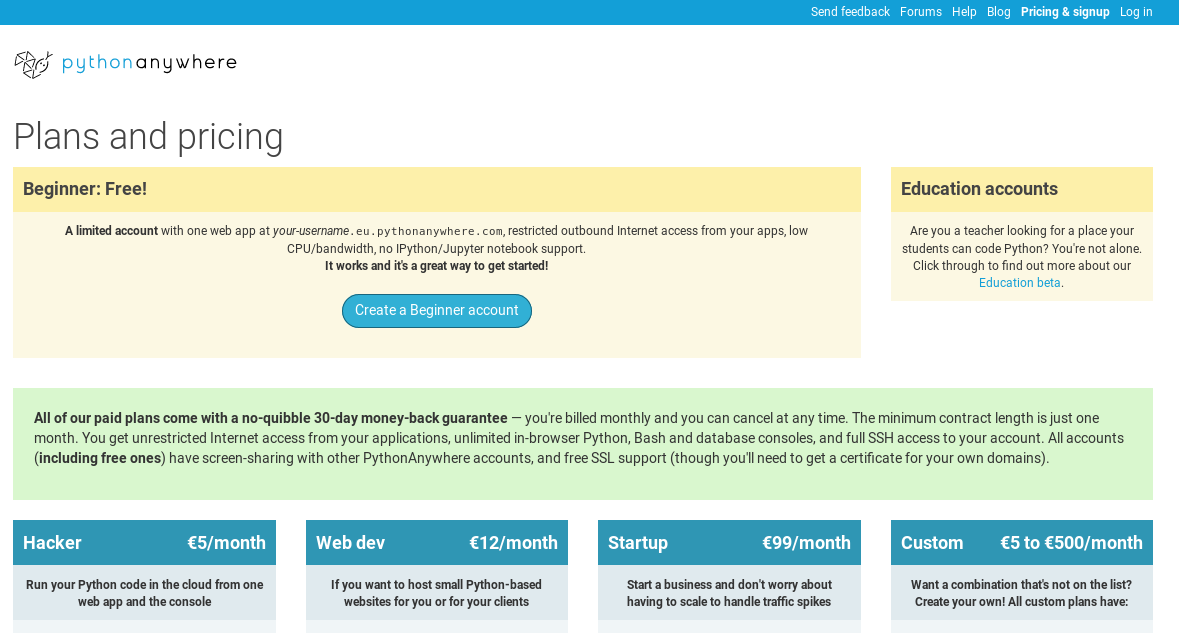 Send feedback Forums Help Blog Pricing & signup Log in
pythonanywhere
Plans and pricing
Beginner: Free!
A limited account with one web app at your-username.eu.pythonanywhere.com, restricted outbound Internet access from your apps, low
CPU/bandwidth, no IPython/Jupyter notebook support.
It works and it's a great way to get started!
Create a Beginner account
Education accounts
Are you a teacher looking for a place your
students can code Python? You're not alone.
Click through to find out more about our
Education beta.
All of our paid plans come with a no-quibble 30-day money-back guarantee — you're billed monthly and you can cancel at any time. The minimum contract length is just one
month. You get unrestricted Internet access from your applications, unlimited in-browser Python, Bash and database consoles, and full SSH access to your account. All accounts
(including free ones) have screen-sharing with other PythonAnywhere accounts, and free SSL support (though you'll need to get a certificate for your own domains).
Hacker €5/month
Run your Python code in the cloud from one
web app and the console
Web dev €12/month
If you want to host small Python-based
websites for you or for your clients
Startup €99/month
Start a business and don't worry about
having to scale to handle traffic spikes
Custom €5 to €500/month
Want a combination that's not on the list?
Create your own! All custom plans have: